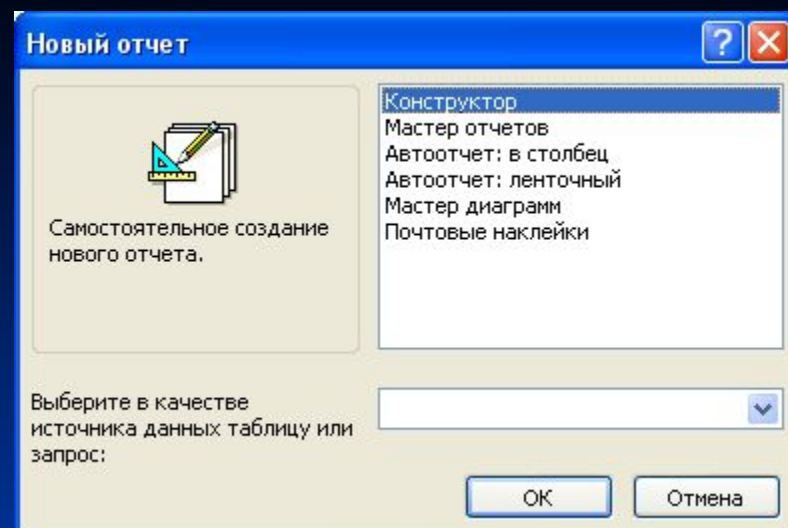 Новый отчет
Самостоятельное создание
нового отчета.
Конструктор
Мастер отчетов
Автоотчет: в столбец
Автоотчет: ленточный
Мастер диаграмм
Почтовые наклейки
Выберите в качестве
источника данных таблицу или
запрос:
ОК
Отмена